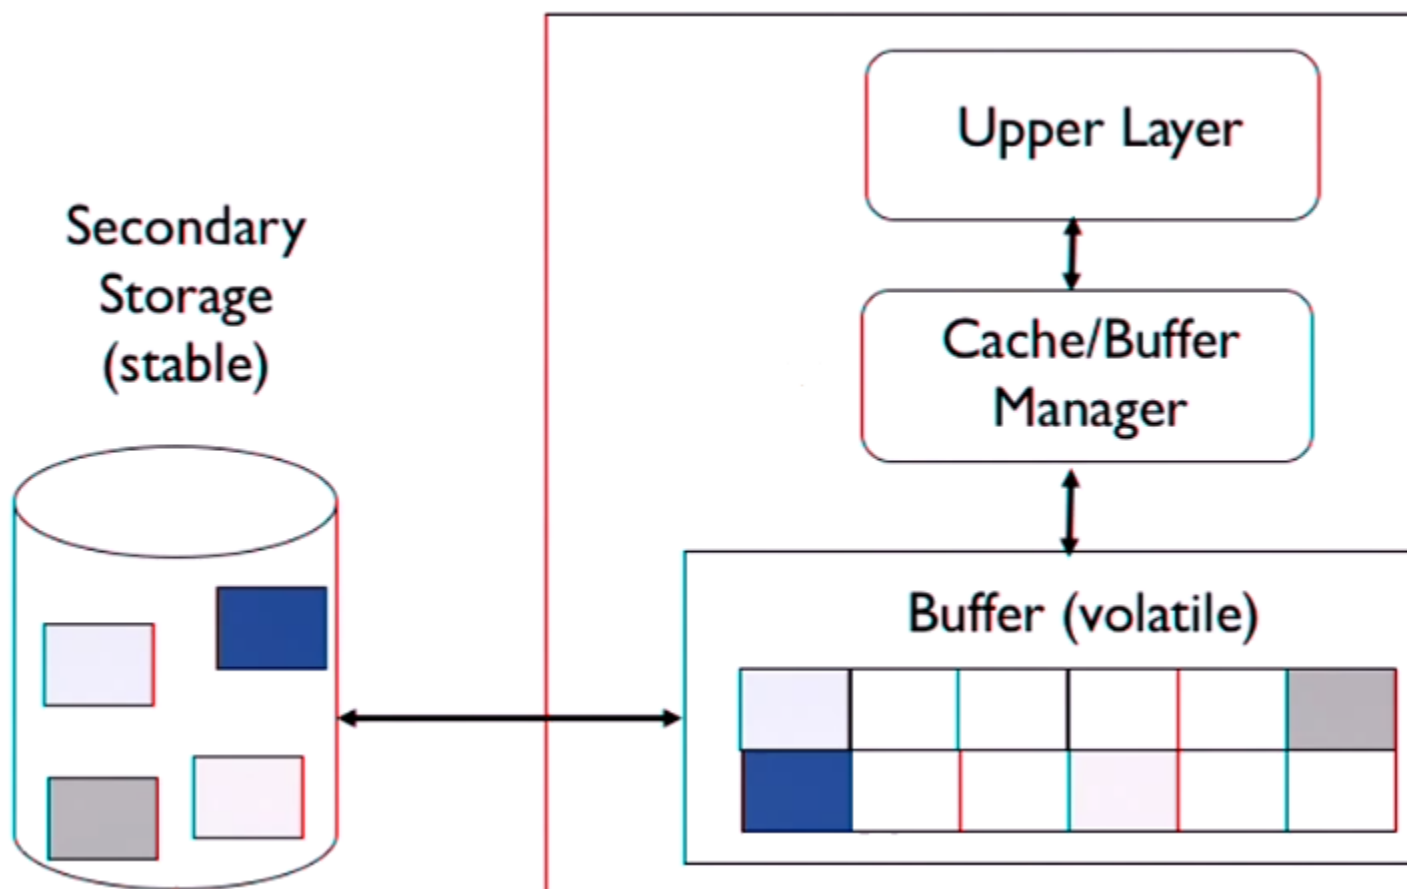 Secondary
Storage
(stable)
Upper Layer
Cache/Buffer
Manager
Buffer (volatile)